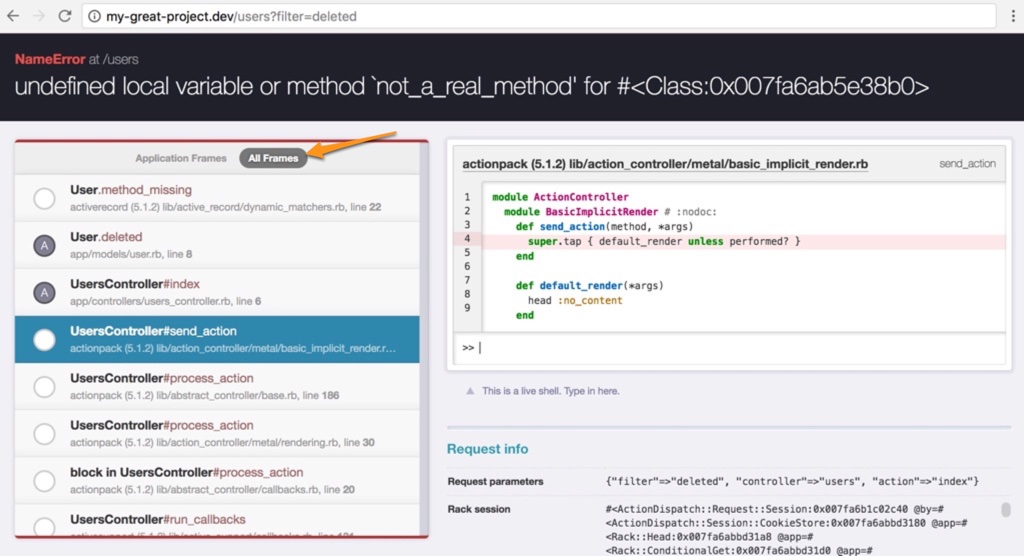 my-great-project.dev/users?filter=deleted
NameError at /users
undefined local variable or method `not_a_real_method' for #<Class:0x007fa6ab5e38b0>
Application Frames All Frames
User.method_missing
activerecord (5.1.2) lib/active_record/dynamic_matchers.rb, line 22
A
User.deleted
app/models/user.rb, line 8
A
UsersController#index
app/controllers/users_controller.rb, line 6
UsersController#send_action
actionpack (5.1.2) lib/action_controller/metal/basic_implicit_render.r…
UsersController#process_action
actionpack (5.1.2) lib/abstract_controller/base.rb, line 186
UsersController#process_action
actionpack (5.1.2) lib/action_controller/metal/rendering.rb, line 30
block in UsersController#process_action
actionpack (5.1.2) lib/abstract_controller/callbacks.rb, line 20
UsersController#run_callbacks
actionpack (5.1.2) lib/action_controller/metal/basic_implicit_render.rb send_action
1 module ActionController
2 module BasicImplicitRender # :nodoc:
3 def send_action(method, *args)
4 super.tap { default_render unless performed? }
5 end
6
7 def default_render(*args)
8 head :no_content
9 end
>>
This is a live shell. Type in here.
Request info
Request parameters {"filter"=>"deleted", "controller"=>"users", "action"=>"index"}
Rack session #<ActionDispatch::Request::Session:0x007fa6b1c02c40 @by=#
<ActionDispatch::Session::CookieStore:0x007fa6abbd3180 @app=#
<Rack::Head:0x007fa6abbd31a8 @app=#
<Rack::ConditionalGet:0x007fa6abbd31d0 @app=#